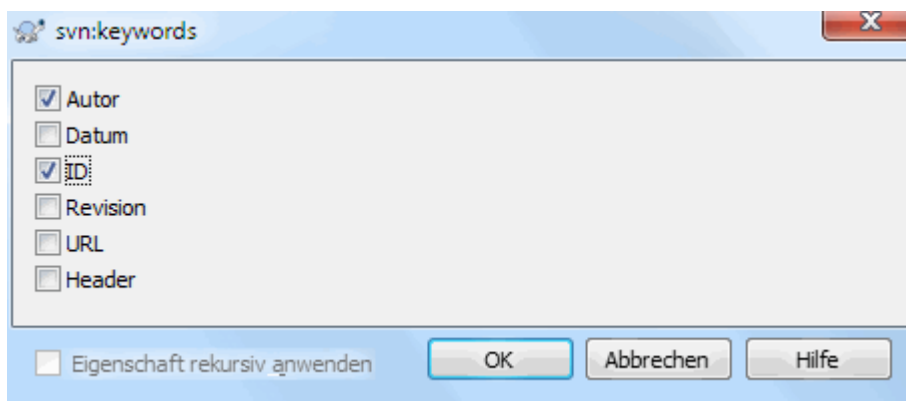 svn:keywords
Autor
Datum
ID
Revision
URL
Header
Eigenschaft rekursiv anwenden OK Abbrechen Hilfe